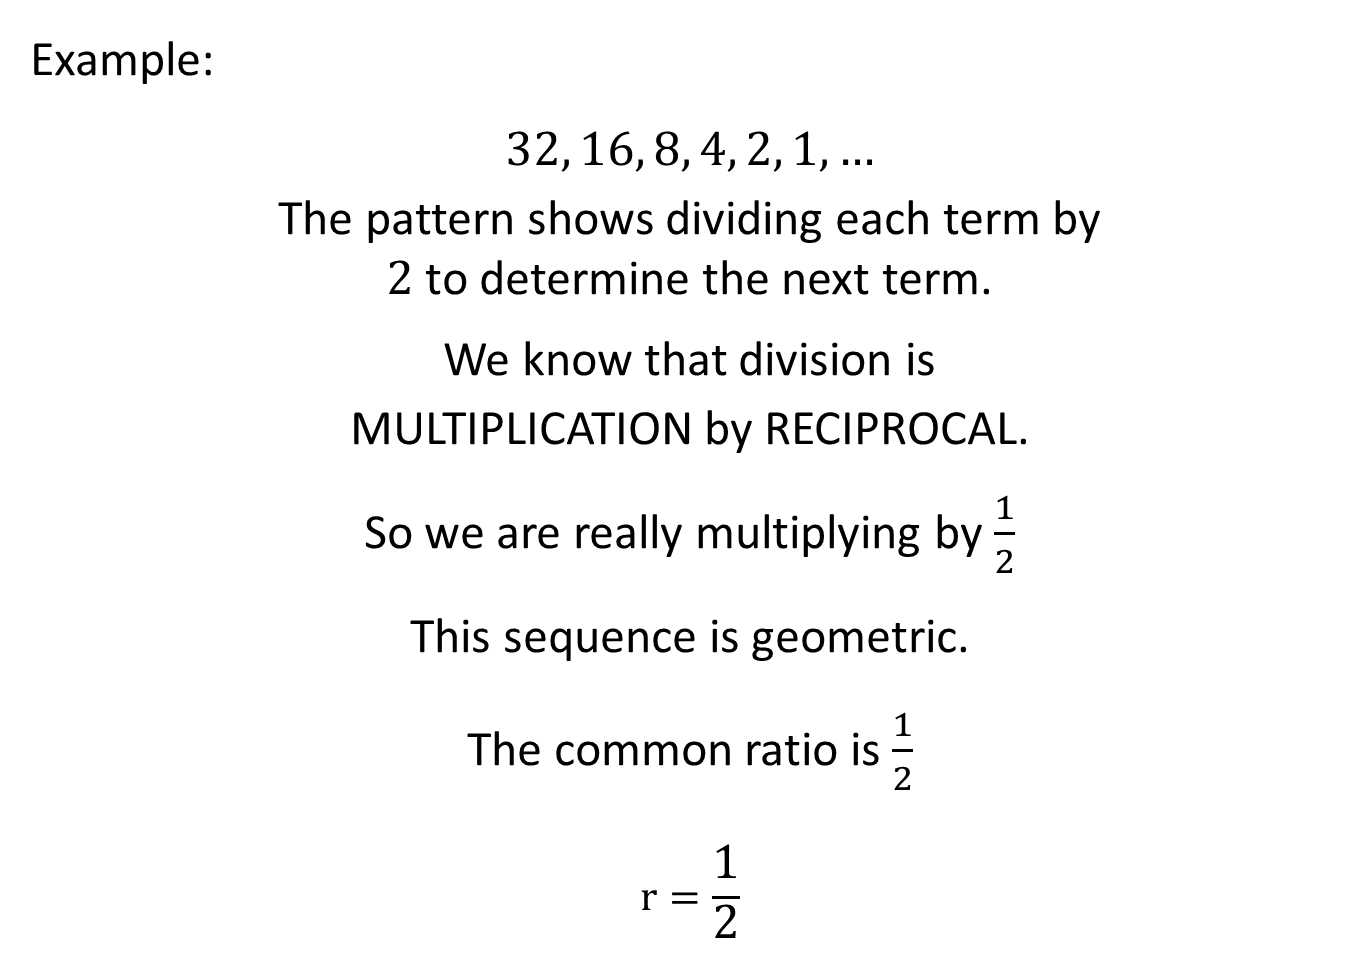 Example:
32, 16, 8, 4, 2, 1, …
The pattern shows dividing each term by
2 to determine the next term.
We know that division is
MULTIPLICATION by RECIPROCAL.
So we are really multiplying by 1/2
This sequence is geometric.
The common ratio is 1/2
r = 1/2